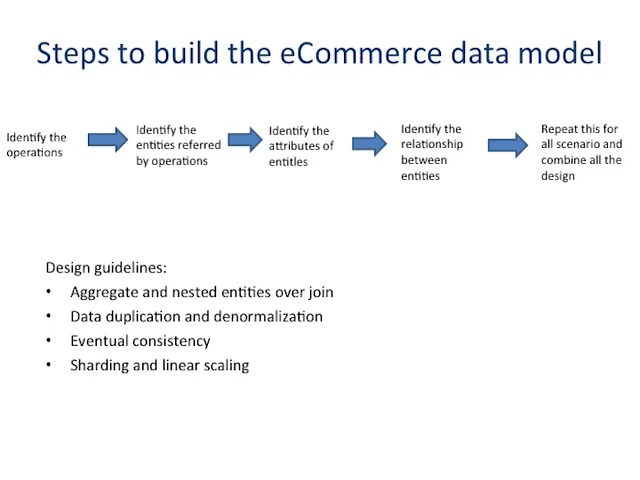 Steps to build the eCommerce data model
Identify the
operations
Identify the
entities referred
by operations
Identify the
attributes of
entitles
Identify the
relationship
between
entities
Repeat this for
all scenario and
combine all the
design
Design guidelines:
• Aggregate and nested entities over join
• Data duplication and denormalization
• Eventual consistency
• Sharding and linear scaling